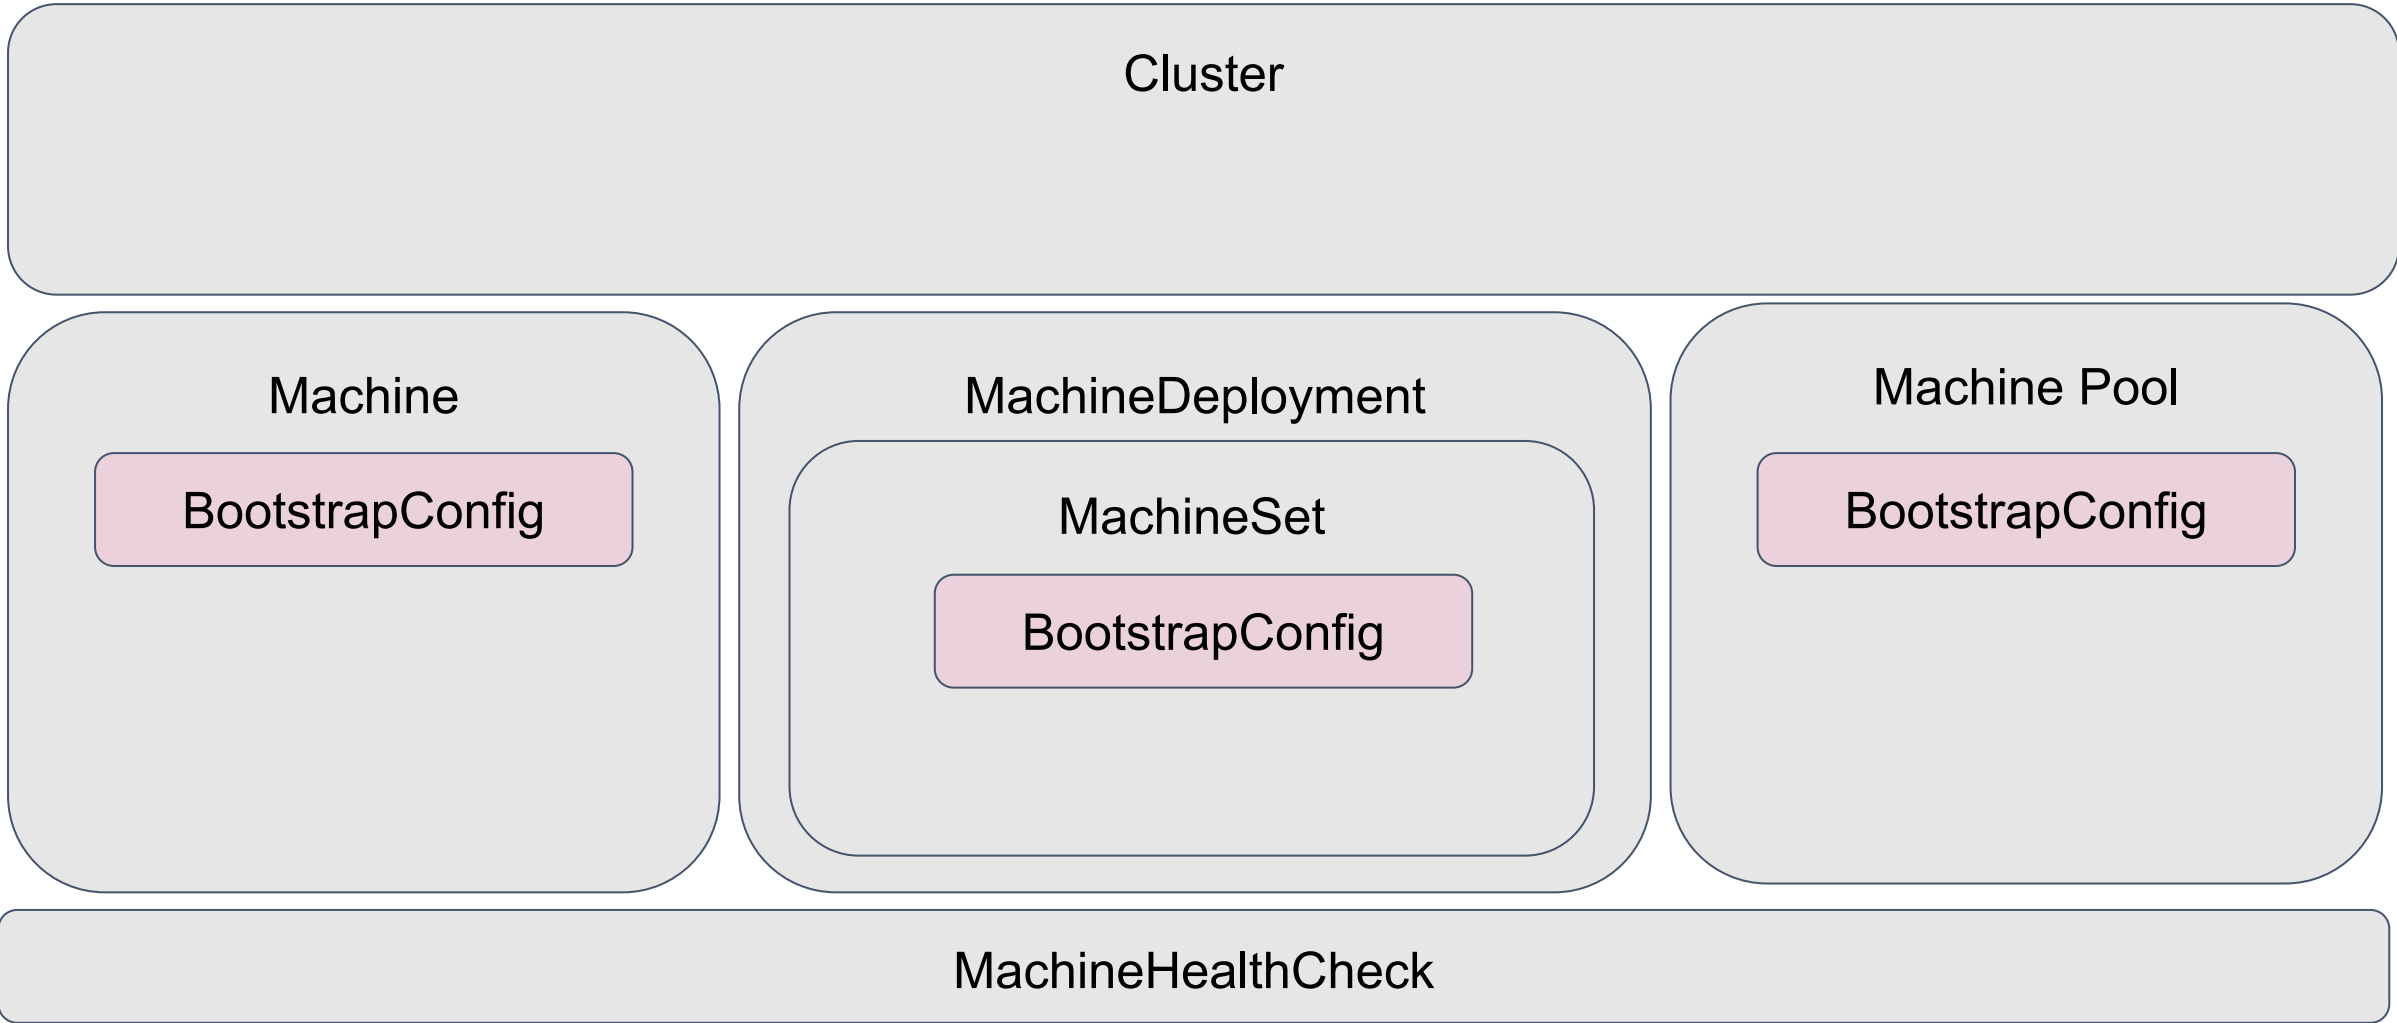 Cluster
Machine
BootstrapConfig
MachineDeployment
MachineSet
BootstrapConfig
Machine Pool
BootstrapConfig
MachineHealthCheck